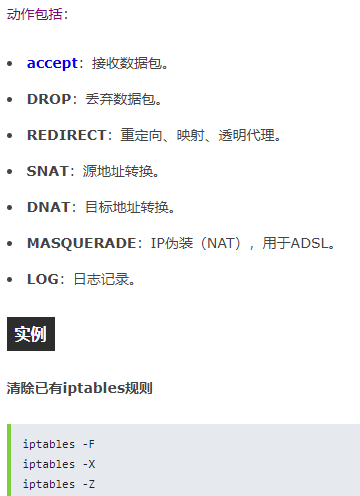 动作包括：
accept：接收数据包。
DROP：丢弃数据包。
REDIRECT：重定向、映射、透明代理。
SNAT：源地址转换。
DNAT：目标地址转换。
MASQUERADE：IP伪装（NAT），用于ADSL。
LOG：日志记录。
实例
清除已有iptables规则
iptables -F
iptables -X
iptables -Z